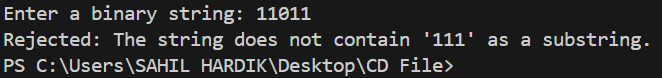 Enter a binary string: 11011
Rejected: The string does not contain '111' as a substring.
PS C:\Users\SAHIL HARDIK\Desktop\CD File>